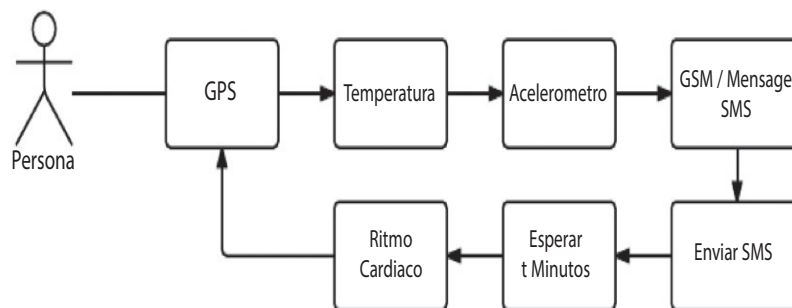 GPS
Temperatura
Acelerometro
GSM / Mensage
SMS
Persona
Ritmo
Cardiaco
Esperar
t Minutos
Enviar SMS